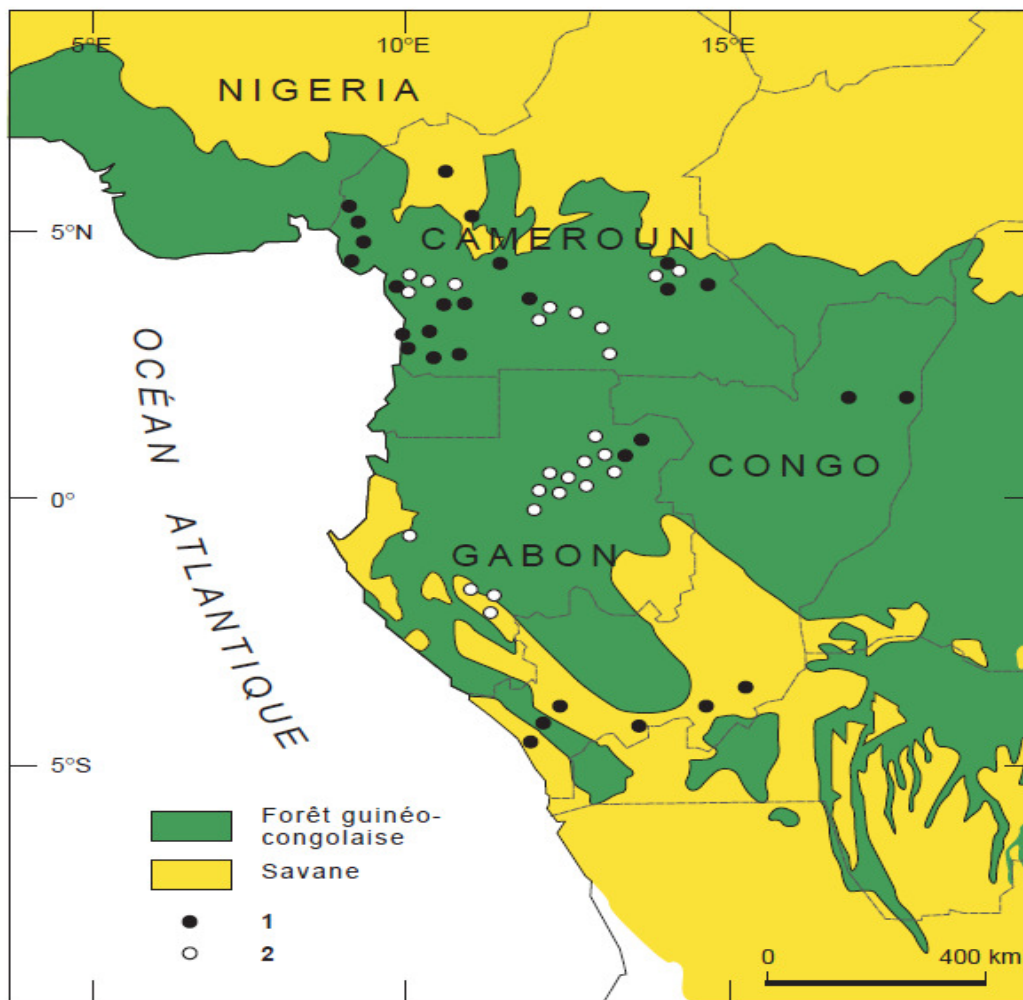 5°E 10°E 15°E
NIGERIA
5°N
CAMEROUN
OCÉAN ATLANTIQUE
CONGO
0°
GABON
5°S
Forêt guinéo-
congolaise
Savane
1
2
0 400 km